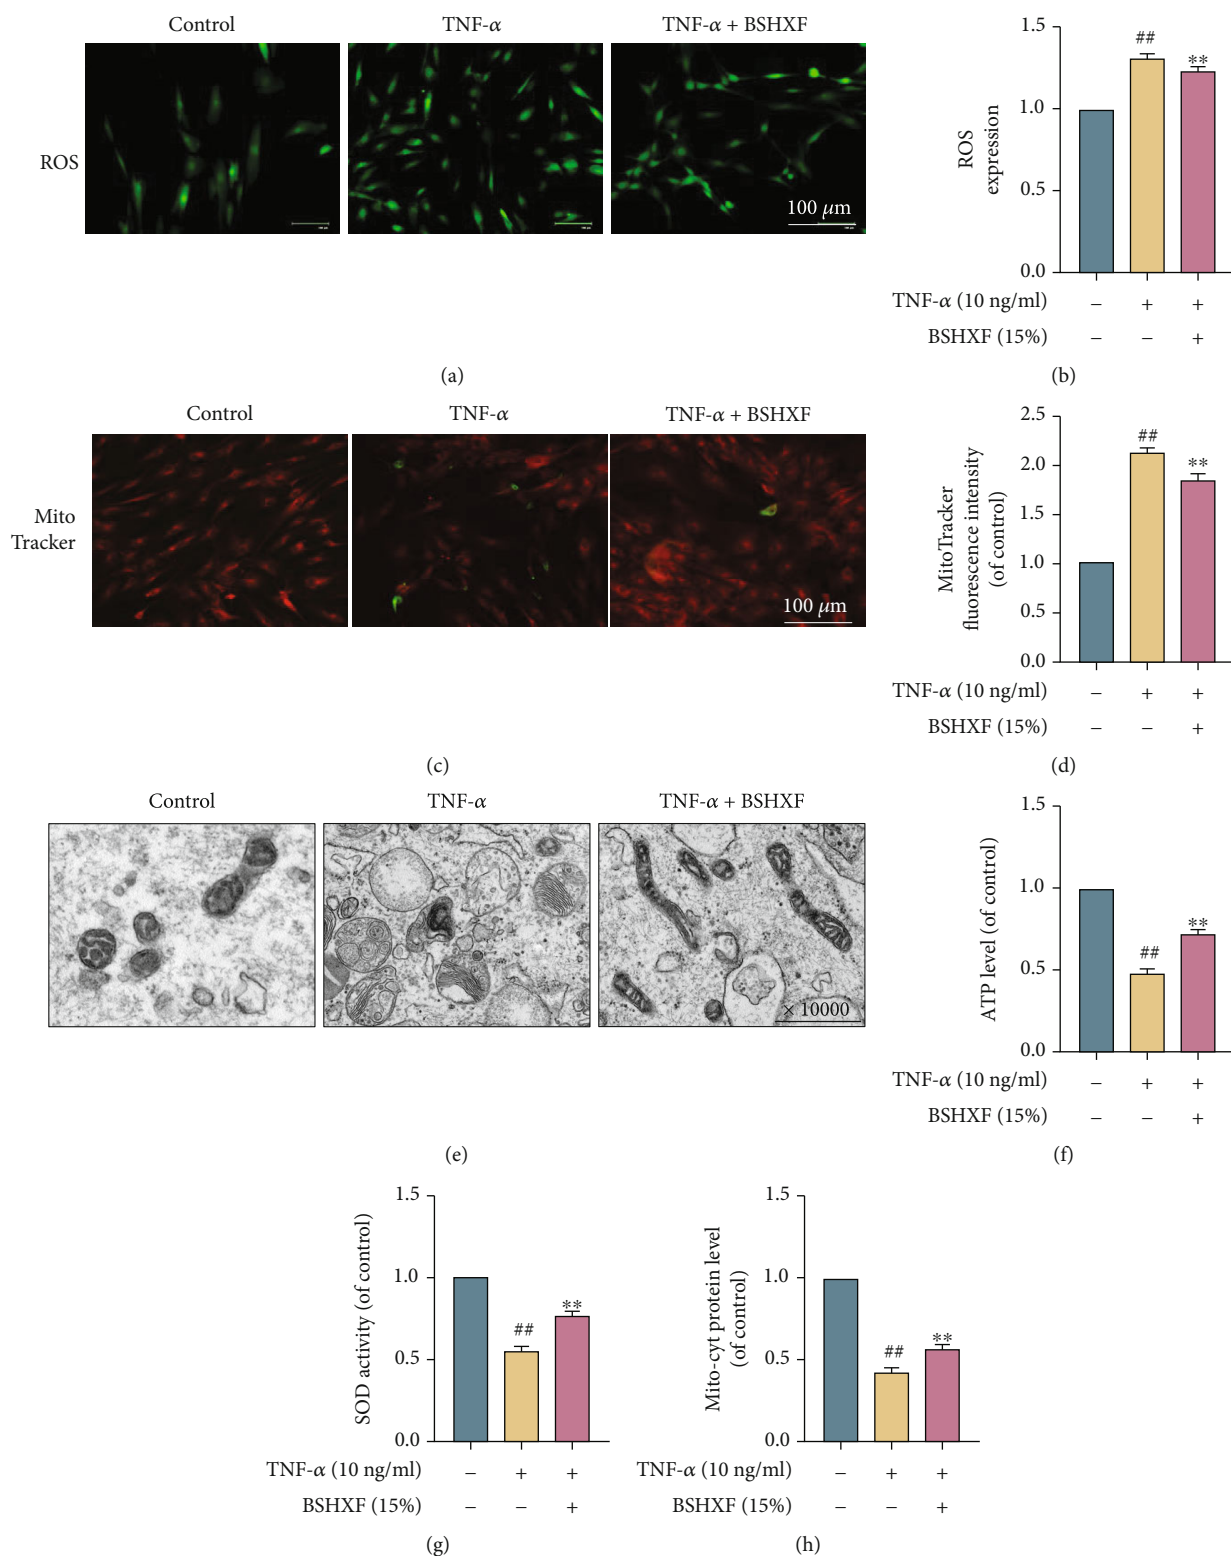 Control
TNF-α
TNF-α + BSHXF
ROS
100 μm
(a)
1.5
1.0
1.5
0.0
ROS
expression
##
**
TNF-α (10 ng/ml) − + +
BSHXF (15%) − − +
(b)
Control
TNF-α
TNF-α + BSHXF
Mito
Tracker
100 μm
(c)
2.5
2.0
1.5
1.0
0.5
0.0
MitoTracker
fluorescence intensity
(of control)
##
**
TNF-α (10 ng/ml) − + +
BSHXF (15%) − − +
(d)
Control
TNF-α
TNF-α + BSHXF
× 10000
(e)
1.5
1.0
0.5
0.0
ATP level (of control)
##
**
TNF-α (10 ng/ml) − + +
BSHXF (15%) − − +
(f)
1.5
1.0
0.5
0.0
SOD activity (of control)
##
**
TNF-α (10 ng/ml) − + +
BSHXF (15%) − − +
(g)
1.5
1.0
0.5
0.0
Mito-cyt protein level
(of control)
##
**
TNF-α (10 ng/ml) − + +
BSHXF (15%) − − +
(h)